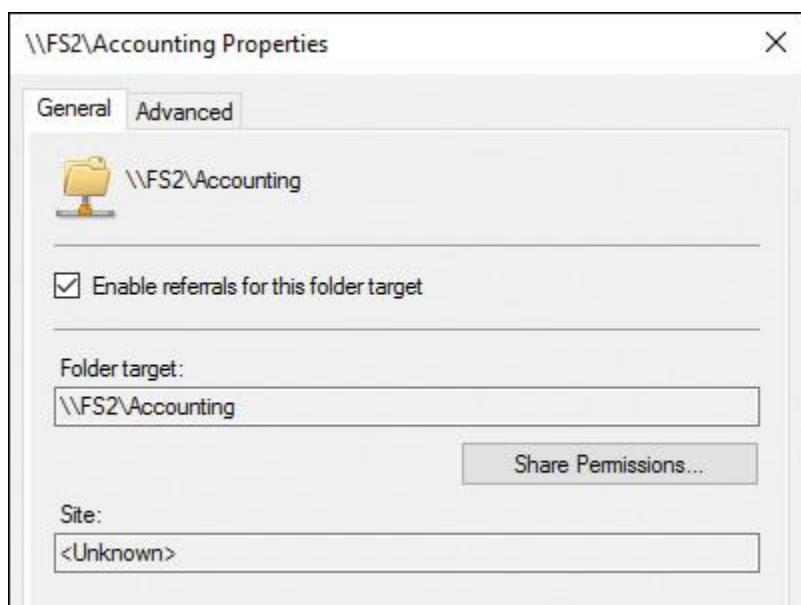 \\FS2\Accounting Properties
General Advanced
\\FS2\Accounting
Enable referrals for this folder target
Folder target:
\\FS2\Accounting
Share Permissions...
Site:
<Unknown>